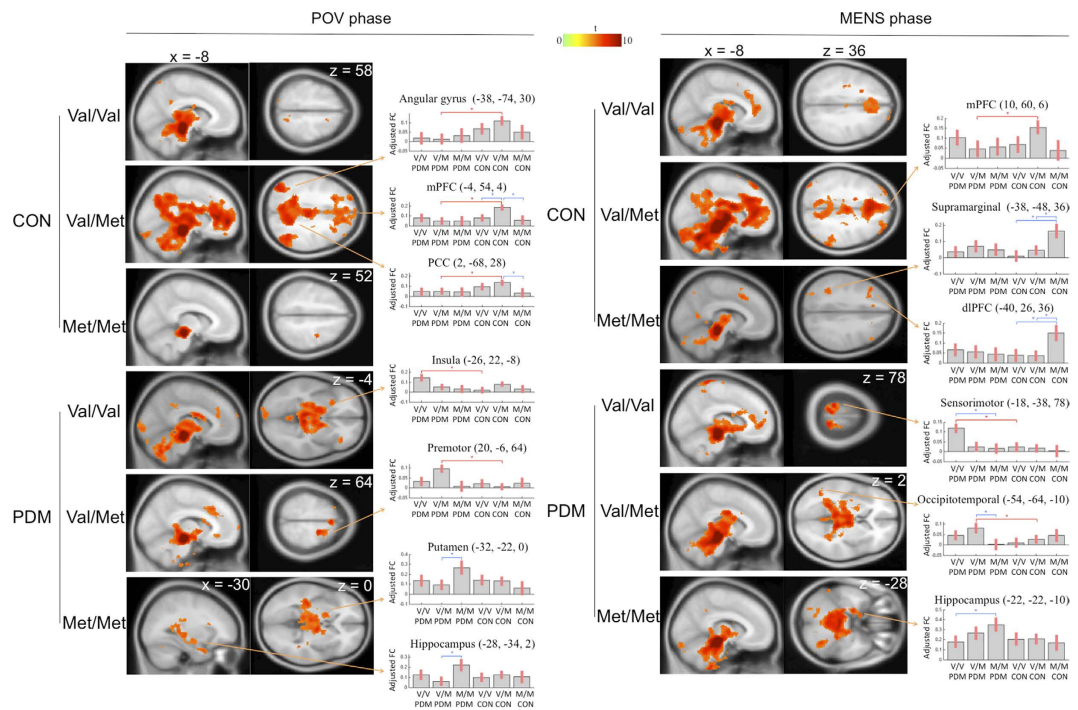 POV phase
MENS phase
t
0
10
x = -8
z = 58
Val/Val
Angular gyrus (-38, -74, 30)
Adjusted FC
0.2
0.1
0
-0.05
V/V V/M M/M V/V V/M M/M
PDM PDM PDM CON CON CON
CON
Val/Met
mPFC (-4, 54, 4)
Adjusted FC
V/V V/M M/M V/V V/M M/M
PDM PDM PDM CON CON CON
PCC (2, -68, 28)
Adjusted FC
V/V V/M M/M V/V V/M M/M
PDM PDM PDM CON CON CON
z = 52
Met/Met
Insula (-26, 22, -8)
Adjusted FC
V/V V/M M/M V/V V/M M/M
PDM PDM PDM CON CON CON
z = -4
Val/Val
Premotor (20, -6, 64)
Adjusted FC
V/V V/M M/M V/V V/M M/M
PDM PDM PDM CON CON CON
z = 64
PDM
Val/Met
Putamen (-32, -22, 0)
Adjusted FC
V/V V/M M/M V/V V/M M/M
PDM PDM PDM CON CON CON
x = -30
z = 0
Met/Met
Hippocampus (-28, -34, 2)
Adjusted FC
V/V V/M M/M V/V V/M M/M
PDM PDM PDM CON CON CON
x = -8
z = 36
Val/Val
mPFC (10, 60, 6)
Adjusted FC
V/V V/M M/M V/V V/M M/M
PDM PDM PDM CON CON CON
CON
Val/Met
Supramarginal (-38, -48, 36)
Adjusted FC
V/V V/M M/M V/V V/M M/M
PDM PDM PDM CON CON CON
Met/Met
dlPFC (-40, 26, 36)
Adjusted FC
V/V V/M M/M V/V V/M M/M
PDM PDM PDM CON CON CON
z = 78
Val/Val
Sensorimotor (-18, -38, 78)
Adjusted FC
V/V V/M M/M V/V V/M M/M
PDM PDM PDM CON CON CON
z = 2
PDM
Val/Met
Occipitotemporal (-54, -64, -10)
Adjusted FC
V/V V/M M/M V/V V/M M/M
PDM PDM PDM CON CON CON
z = -28
Met/Met
Hippocampus (-22, -22, -10)
Adjusted FC
V/V V/M M/M V/V V/M M/M
PDM PDM PDM CON CON CON